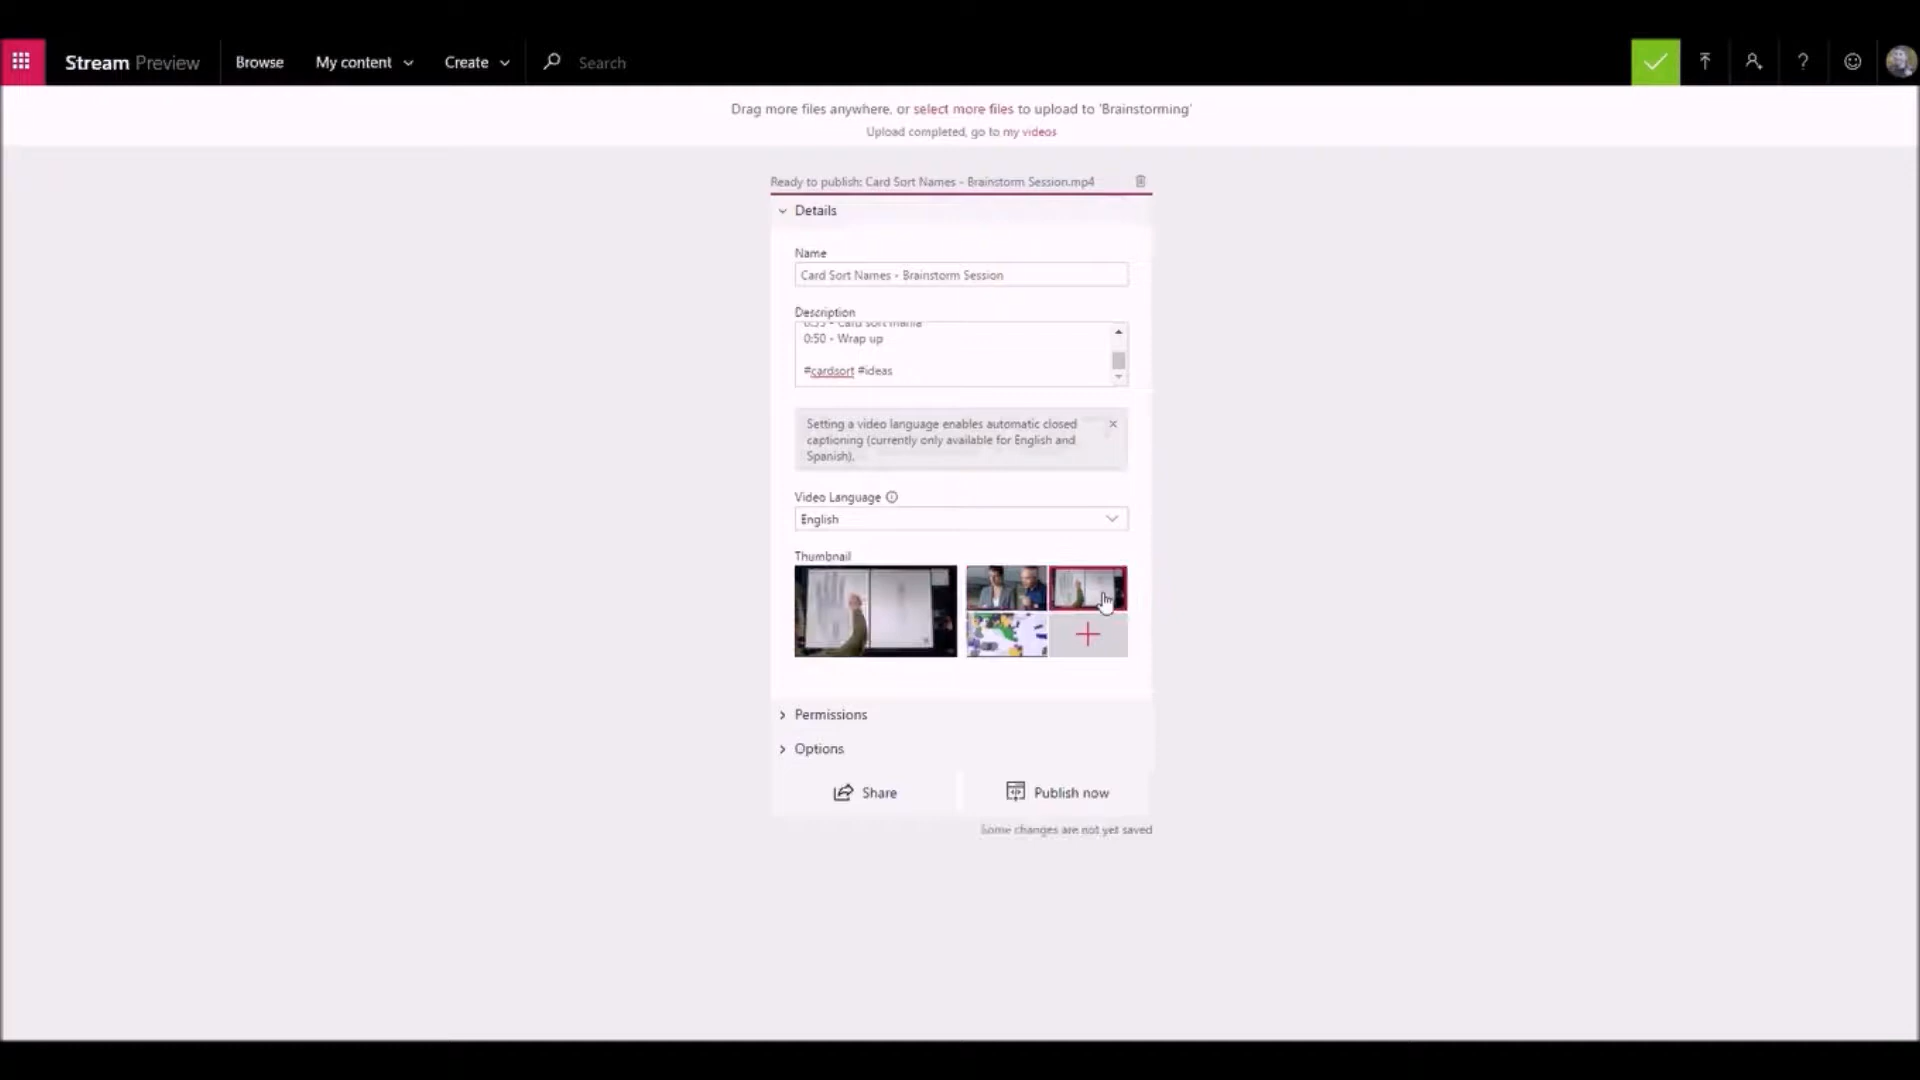 Stream Preview Browse My content Create Search ?
Drag more files anywhere, or select more files to upload to 'Brainstorming'
Upload completed, go to my videos
Ready to publish: Card Sort Names - Brainstorm Session.mp4
Details
Name
Card Sort Names - Brainstorm Session
Description
Card sort mania
0:50 - Wrap up
#cardsort #ideas
Setting a video language enables automatic closed
captioning (currently only available for English and
Spanish).
Video Language
English
Thumbnail
Permissions
Options
Share Publish now
Some changes are not yet saved